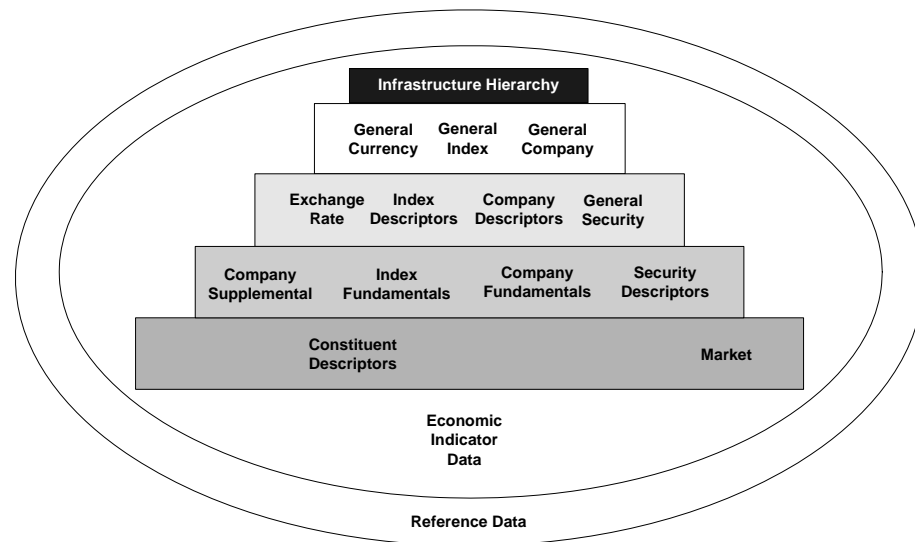 Infrastructure Hierarchy
General Currency
General Index
General Company
Exchange Rate
Index Descriptors
Company Descriptors
General Security
Company Supplemental
Index Fundamentals
Company Fundamentals
Security Descriptors
Constituent Descriptors
Market
Economic
Indicator
Data
Reference Data